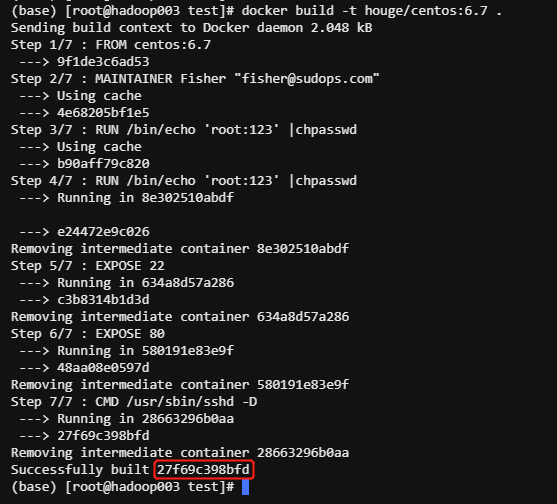 (base) [root@hadoop003 test]# docker build -t houge/centos:6.7 .
Sending build context to Docker daemon 2.048 kB
Step 1/7 : FROM centos:6.7
 ---> 9f1de3c6ad53
Step 2/7 : MAINTAINER Fisher "fisher@sudops.com"
 ---> Using cache
 ---> 4e68205bf1e5
Step 3/7 : RUN /bin/echo 'root:123' |chpasswd
 ---> Using cache
 ---> b90aff79c820
Step 4/7 : RUN /bin/echo 'root:123' |chpasswd
 ---> Running in 8e302510abdf
 ---> e24472e9c026
Removing intermediate container 8e302510abdf
Step 5/7 : EXPOSE 22
 ---> Running in 634a8d57a286
 ---> c3b8314b1d3d
Removing intermediate container 634a8d57a286
Step 6/7 : EXPOSE 80
 ---> Running in 580191e83e9f
 ---> 48aa08e0597d
Removing intermediate container 580191e83e9f
Step 7/7 : CMD /usr/sbin/sshd -D
 ---> Running in 28663296b0aa
 ---> 27f69c398bfd
Removing intermediate container 28663296b0aa
Successfully built 27f69c398bfd
(base) [root@hadoop003 test]#